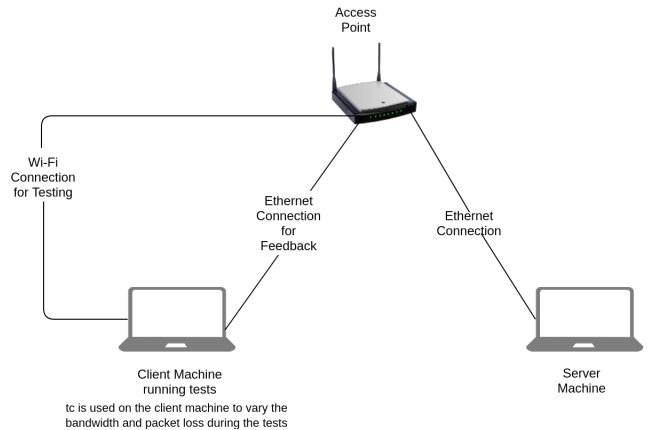 Access
Point
Wi-Fi
Connection
for Testing
Ethernet
Connection
for
Feedback
Ethernet
Connection
Client Machine
running tests
tc is used on the client machine to vary the
bandwidth and packet loss during the tests
Server
Machine